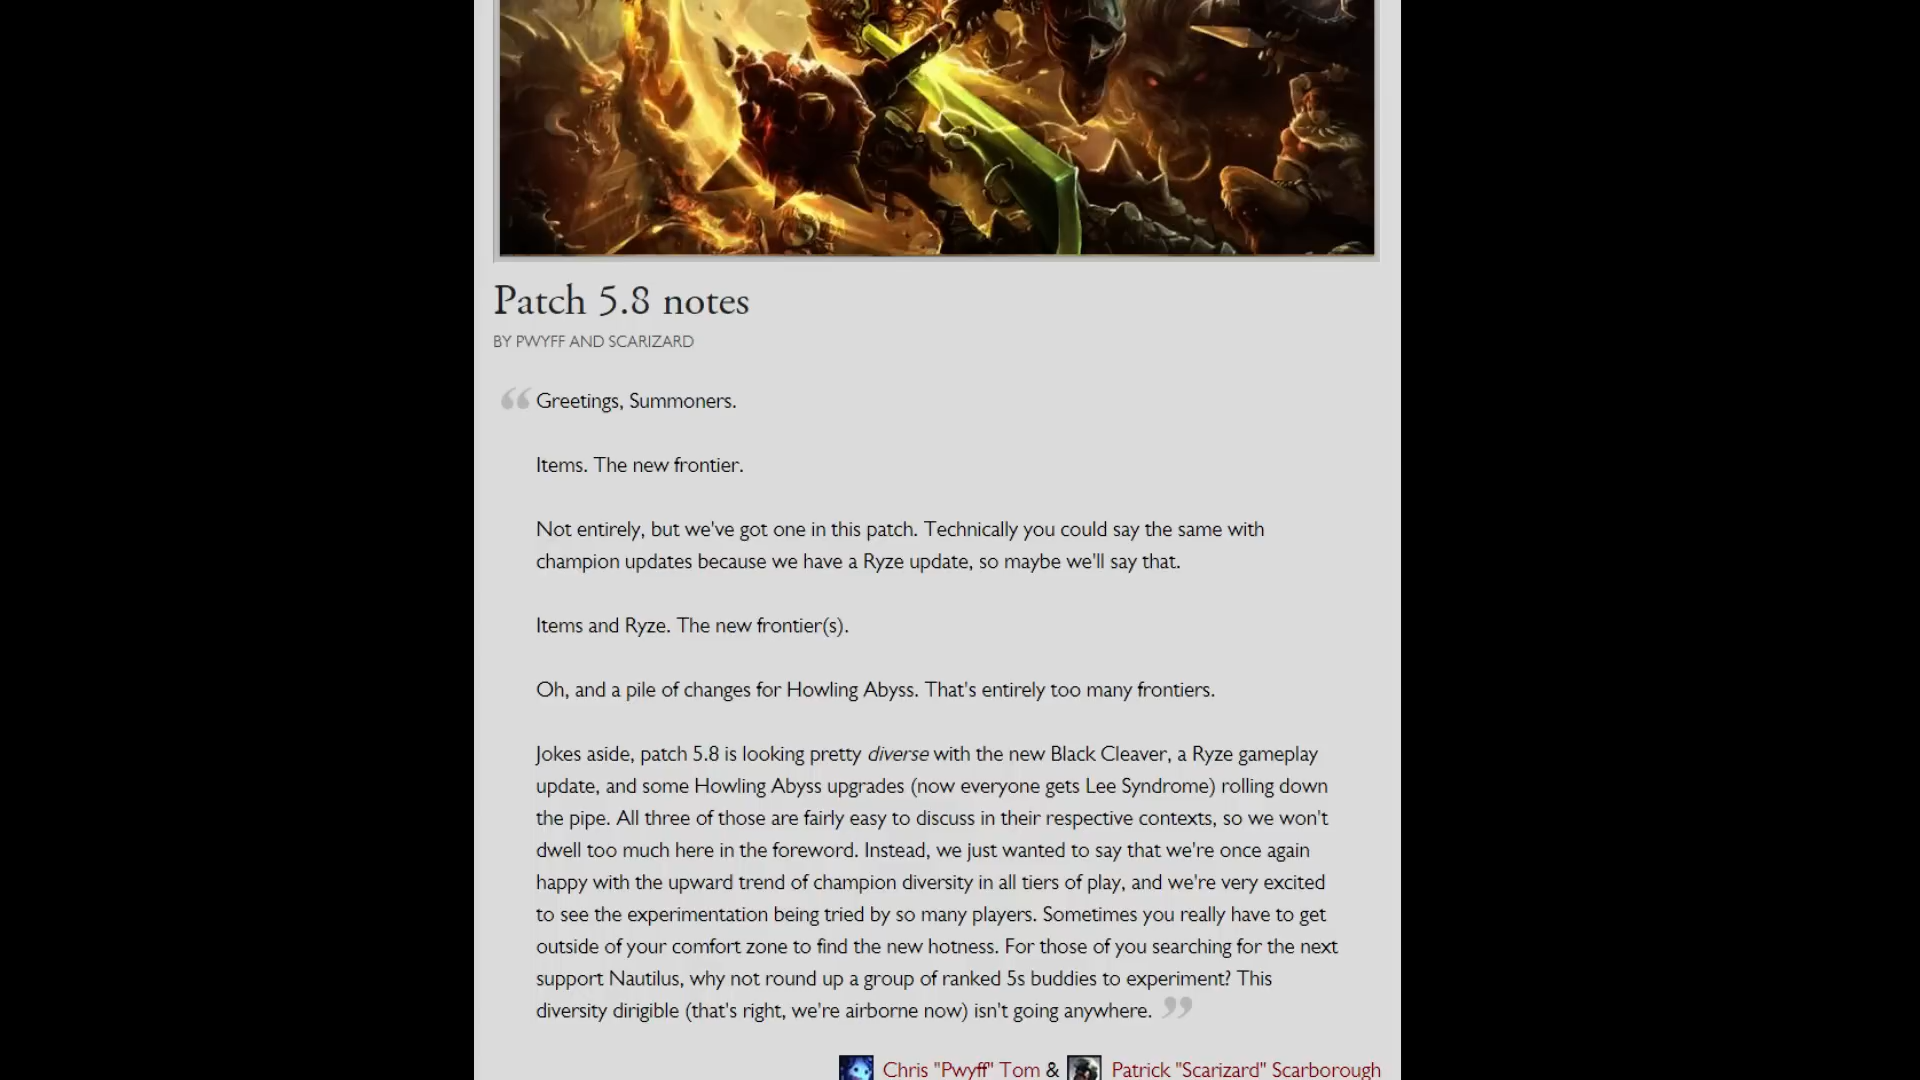 Patch 5.8 notes
BY PWYFF AND SCARIZARD
“ Greetings, Summoners.
Items. The new frontier.
Not entirely, but we've got one in this patch. Technically you could say the same with
champion updates because we have a Ryze update, so maybe we'll say that.
Items and Ryze. The new frontier(s).
Oh, and a pile of changes for Howling Abyss. That's entirely too many frontiers.
Jokes aside, patch 5.8 is looking pretty diverse with the new Black Cleaver, a Ryze gameplay
update, and some Howling Abyss upgrades (now everyone gets Lee Syndrome) rolling down
the pipe. All three of those are fairly easy to discuss in their respective contexts, so we won't
dwell too much here in the foreword. Instead, we just wanted to say that we're once again
happy with the upward trend of champion diversity in all tiers of play, and we're very excited
to see the experimentation being tried by so many players. Sometimes you really have to get
outside of your comfort zone to find the new hotness. For those of you searching for the next
support Nautilus, why not round up a group of ranked 5s buddies to experiment? This
diversity dirigible (that's right, we're airborne now) isn't going anywhere. ”
Chris "Pwyff" Tom & Patrick "Scarizard" Scarborough